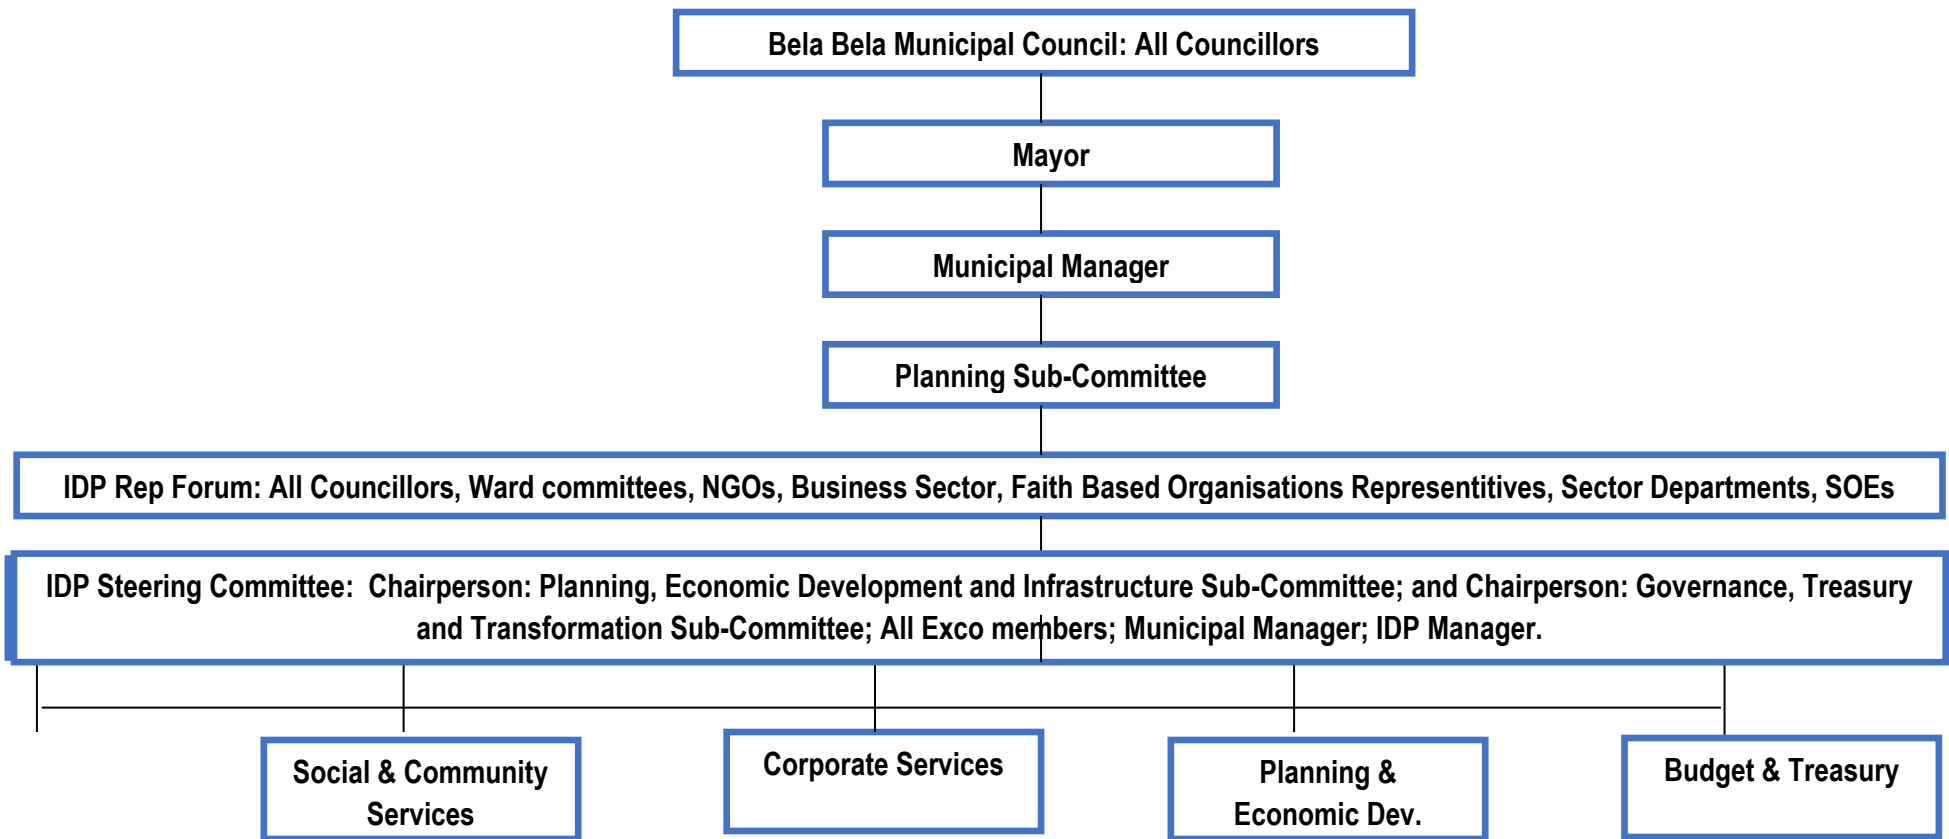 Bela Bela Municipal Council: All Councillors
Mayor
Municipal Manager
Planning Sub-Committee
IDP Rep Forum: All Councillors, Ward committees, NGOs, Business Sector, Faith Based Organisations Representitives, Sector Departments, SOEs
IDP Steering Committee: Chairperson: Planning, Economic Development and Infrastructure Sub-Committee; and Chairperson: Governance, Treasury
and Transformation Sub-Committee; All Exco members; Municipal Manager; IDP Manager.
Social & Community
Services
Corporate Services
Planning &
Economic Dev.
Budget & Treasury